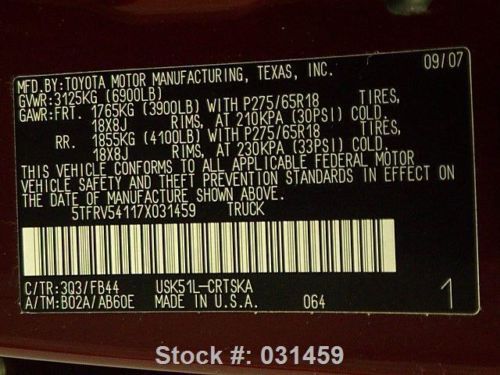 MFD.BY:TOYOTA MOTOR MANUFACTURING, TEXAS, INC. 09/07
GVWR:3125KG (6900LB)
GAWR:FRT. 1765KG (3900LB) WITH P275/65R18 TIRES,
18X8J RIMS, AT 210KPA (30PSI) COLD.
RR. 1855KG (4100LB) WITH P275/65R18 TIRES,
18X8J RIMS, AT 230KPA (33PSI) COLD.
THIS VEHICLE CONFORMS TO ALL APPLICABLE FEDERAL MOTOR
VEHICLE SAFETY AND THEFT PREVENTION STANDARDS IN EFFECT ON
THE DATE OF MANUFACTURE SHOWN ABOVE.
5TFRV54117X031459 TRUCK
C/TR:3Q3/FB44 USK51L-CRTSKA
A/TM:B02A/AB60E MADE IN U.S.A. 064 1
Stock #: 031459